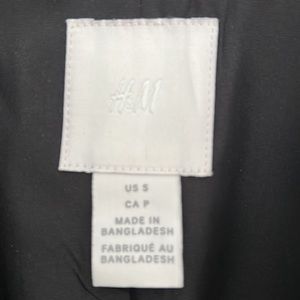 H&M
US S
CA P
MADE IN
BANGLADESH
FABRIQUÉ AU
BANGLADESH